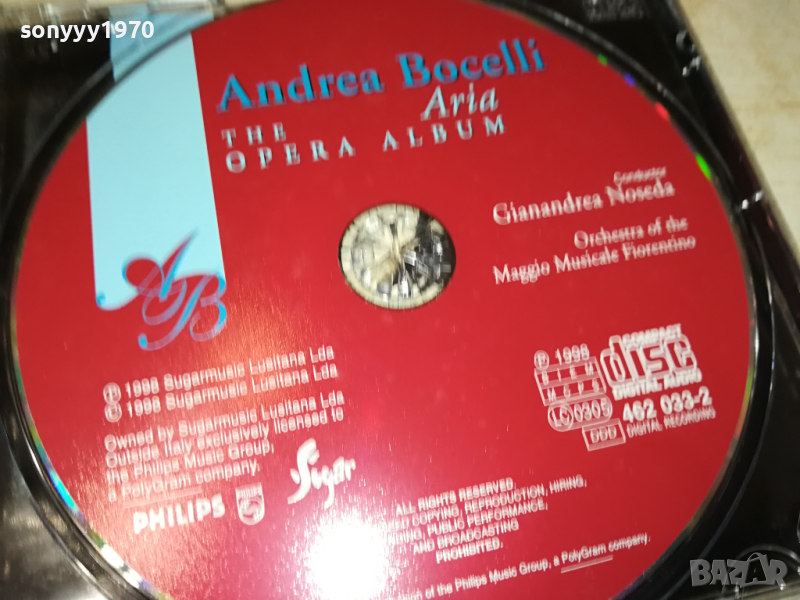 sonyyy1970
Andrea Bocelli
Aria
THE
OPERA ALBUM
Conductor
Gianandrea Noseda
Orchestra of the
Maggio Musicale Fiorentino
AB
℗ 1998 Sugarmusic Lusitana Lda
© 1998 Sugarmusic Lusitana Lda
Owned by Sugarmusic Lusitana Lda
Outside Italy exclusively licensed to
the Philips Music Group,
a PolyGram company.
PHILIPS
Sugar
℗ 1998
BIEM
COMPACT
disc
DIGITAL AUDIO
LC 0305
462 033-2
DDD DIGITAL RECORDING
ALL RIGHTS RESERVED
COPYING, REPRODUCTION, HIRING,
PUBLIC PERFORMANCE,
AND BROADCASTING
PROHIBITED.
of the Philips Music Group, a PolyGram company.
BAZAR